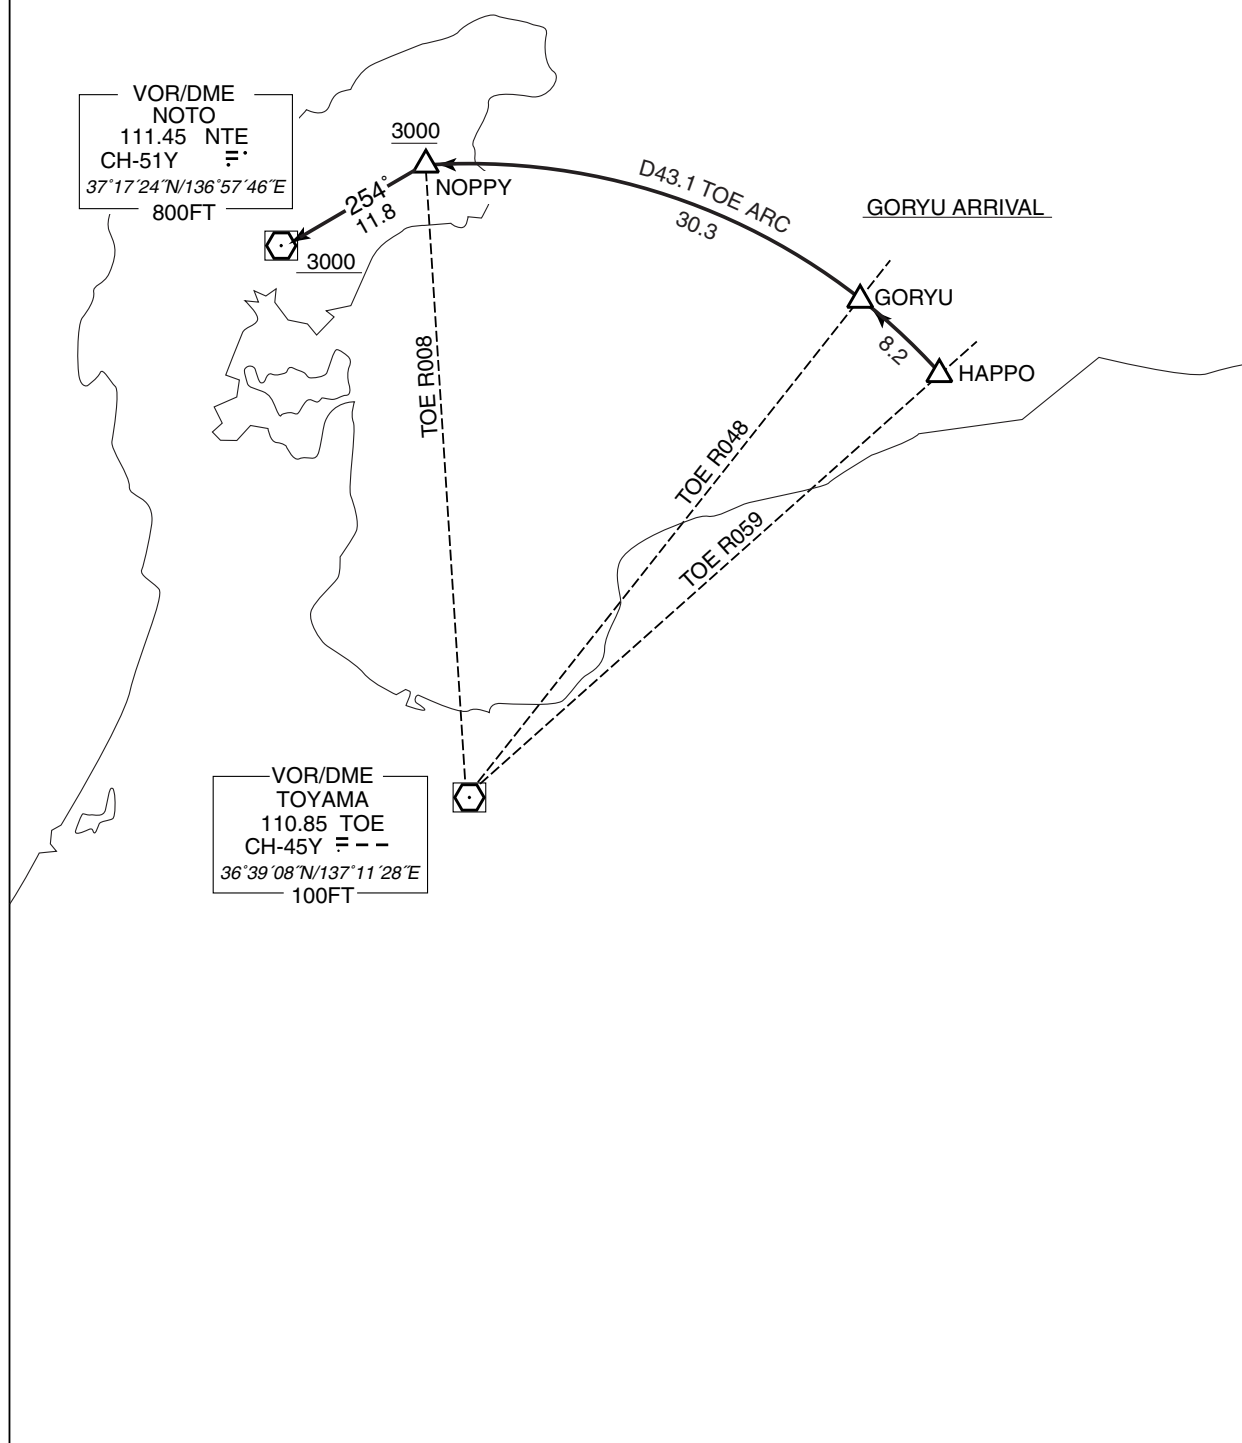 VOR/DME
NOTO
111.45 NTE
CH-51Y
37°17´24˝N/136°57´46˝E
800FT
3000
NOPPY
254°
11.8
3000
D43.1 TOE ARC
30.3
GORYU ARRIVAL
GORYU
8.2
HAPPO
TOE R008
TOE R048
TOE R059
VOR/DME
TOYAMA
110.85 TOE
CH-45Y
36°39´08˝N/137°11´28˝E
100FT